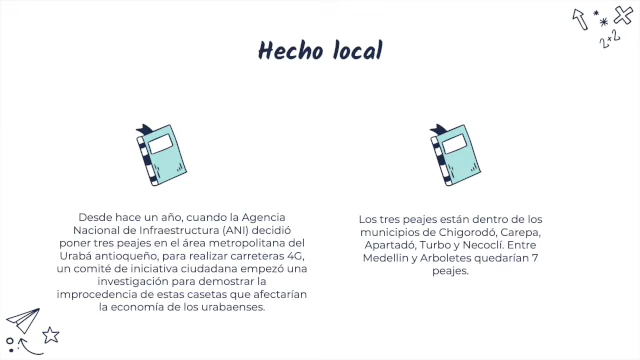 Hecho local
Desde hace un año, cuando la Agencia
Nacional de Infraestructura (ANI) decidió
poner tres peajes en el área metropolitana del
Urabá antioqueño, para realizar carreteras 4G,
un comité de iniciativa ciudadana empezó una
investigación para demostrar la
improcedencia de estas casetas que afectarían
la economía de los urabaenses.
Los tres peajes están dentro de los
municipios de Chigorodó, Carepa,
Apartadó, Turbo y Necoclí. Entre
Medellin y Arboletes quedarían 7
peajes.
2×2